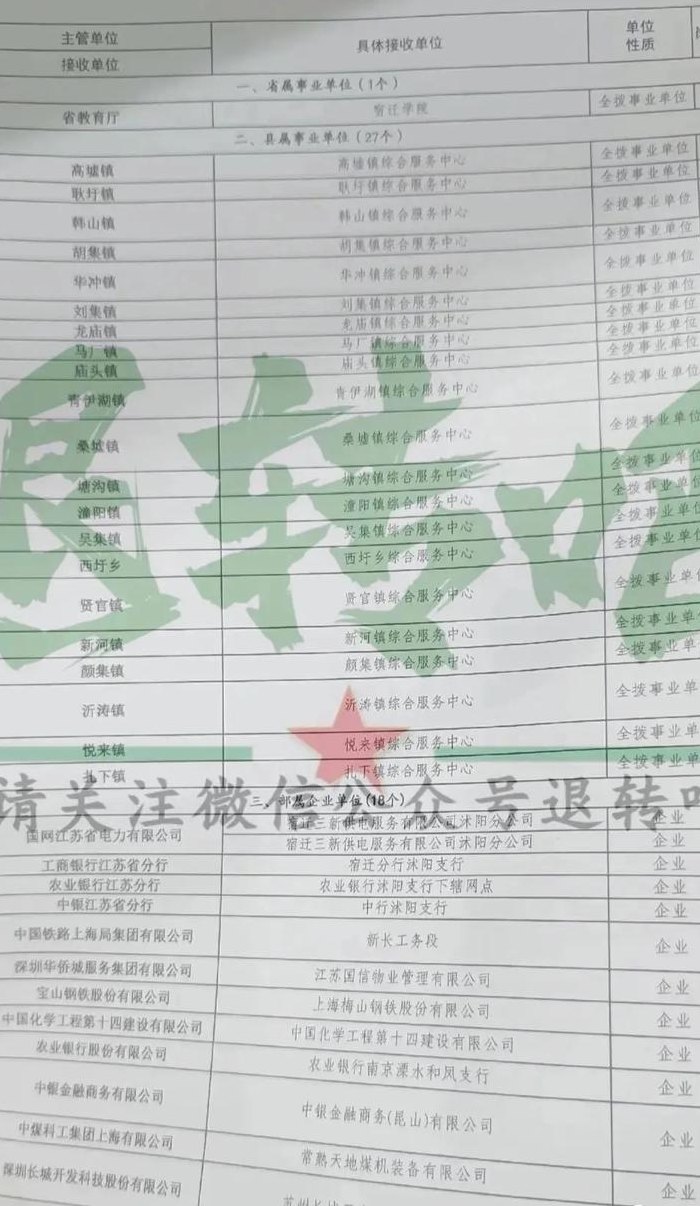 主管单位 具体接收单位 单位
接收单位 性质
一、省属事业单位(1个)
省教育厅 宿迁学院 全拨事业单位
二、县属事业单位(27个)
高墟镇 高墟镇综合服务中心 全拨事业单位
耿圩镇 耿圩镇综合服务中心 全拨事业单位
韩山镇 韩山镇综合服务中心 全拨事业单位
胡集镇 胡集镇综合服务中心 全拨事业单位
华冲镇 华冲镇综合服务中心 全拨事业单位
刘集镇 刘集镇综合服务中心 全拨事业单位
龙庙镇 龙庙镇综合服务中心 全拨事业单位
马厂镇 马厂镇综合服务中心 全拨事业单位
庙头镇 庙头镇综合服务中心 全拨事业单位
青伊湖镇 青伊湖镇综合服务中心 全拨事业单位
桑墟镇 桑墟镇综合服务中心 全拨事业单位
塘沟镇 塘沟镇综合服务中心 全拨事业单位
潼阳镇 潼阳镇综合服务中心 全拨事业单位
吴集镇 吴集镇综合服务中心 全拨事业单位
西圩乡 西圩乡综合服务中心 全拨事业单位
贤官镇 贤官镇综合服务中心 全拨事业单
新河镇 新河镇综合服务中心 全拨事业单
颜集镇 颜集镇综合服务中心 全拨事业单
沂涛镇 沂涛镇综合服务中心 全拨事业单
悦来镇 悦来镇综合服务中心 全拨事业单
扎下镇 扎下镇综合服务中心 全拨事业单
三、部属企业单位(18个)
请关注微信公众号退转
国网江苏省电力有限公司 宿迁三新供电服务有限公司沭阳分公司 企业
宿迁三新供电服务有限公司沭阳分公司 企业
工商银行江苏省分行 宿迁分行沭阳支行 企业
农业银行江苏分行 农业银行沭阳支行下辖网点 企业
中银江苏省分行 中行沭阳支行 企业
中国铁路上海局集团有限公司 新长工务段 企业
深圳华侨城服务集团有限公司 江苏国信物业管理有限公司 企业
宝山钢铁股份有限公司 上海梅山钢铁股份有限公司 企业
中国化学工程第十四建设有限公司 中国化学工程第十四建设有限公司 企业
农业银行股份有限公司 农业银行南京溧水和凤支行 企业
中银金融商务有限公司 中银金融商务(昆山)有限公司 企业
中煤科工集团上海有限公司 常熟天地煤机装备有限公司 企业
深圳长城开发科技股份有限公司 苏州长城 企业